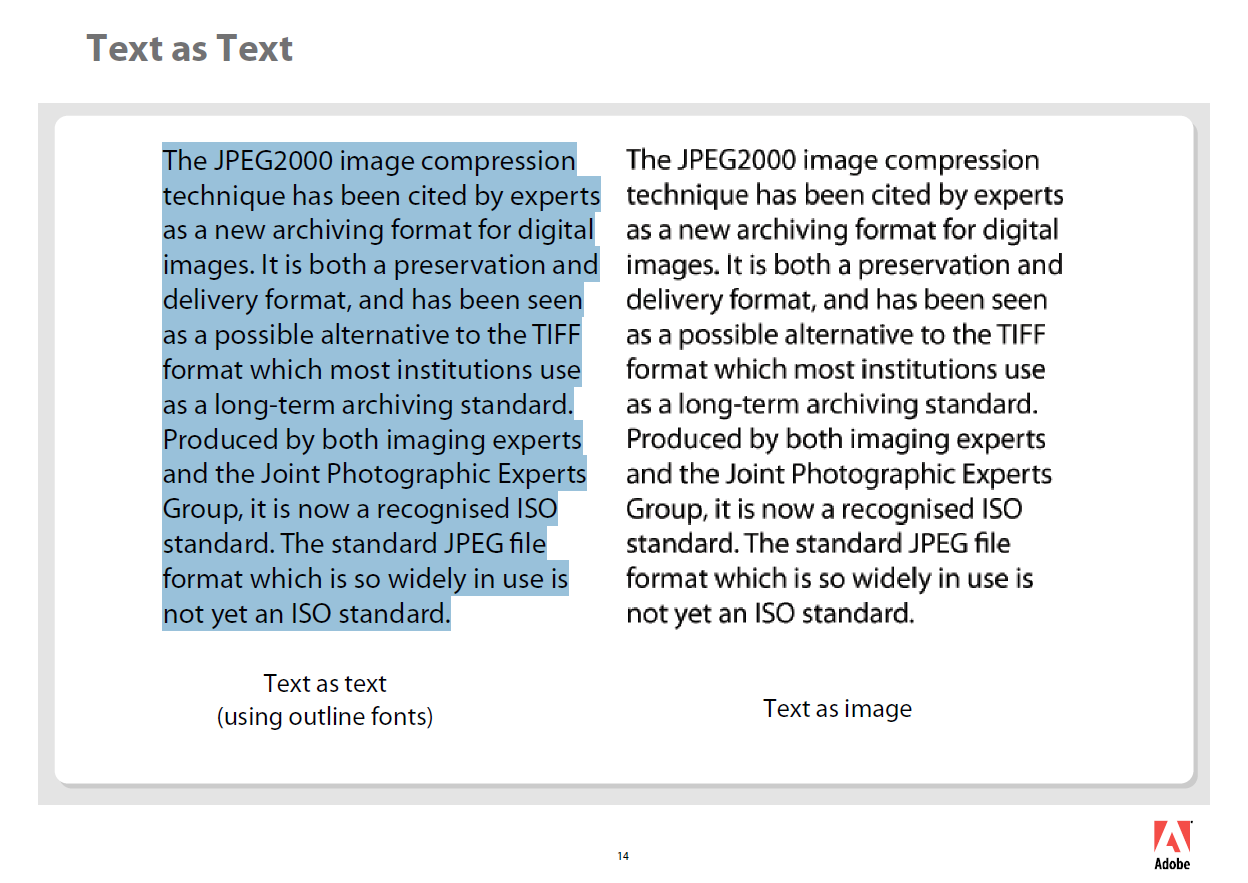 Text as Text
The JPEG2000 image compression
technique has been cited by experts
as a new archiving format for digital
images. It is both a preservation and
delivery format, and has been seen
as a possible alternative to the TIFF
format which most institutions use
as a long-term archiving standard.
Produced by both imaging experts
and the Joint Photographic Experts
Group, it is now a recognised ISO
standard. The standard JPEG file
format which is so widely in use is
not yet an ISO standard.
Text as text
(using outline fonts)
The JPEG2000 image compression
technique has been cited by experts
as a new archiving format for digital
images. It is both a preservation and
delivery format, and has been seen
as a possible alternative to the TIFF
format which most institutions use
as a long-term archiving standard.
Produced by both imaging experts
and the Joint Photographic Experts
Group, it is now a recognised ISO
standard. The standard JPEG file
format which is so widely in use is
not yet an ISO standard.
Text as image
14
Adobe